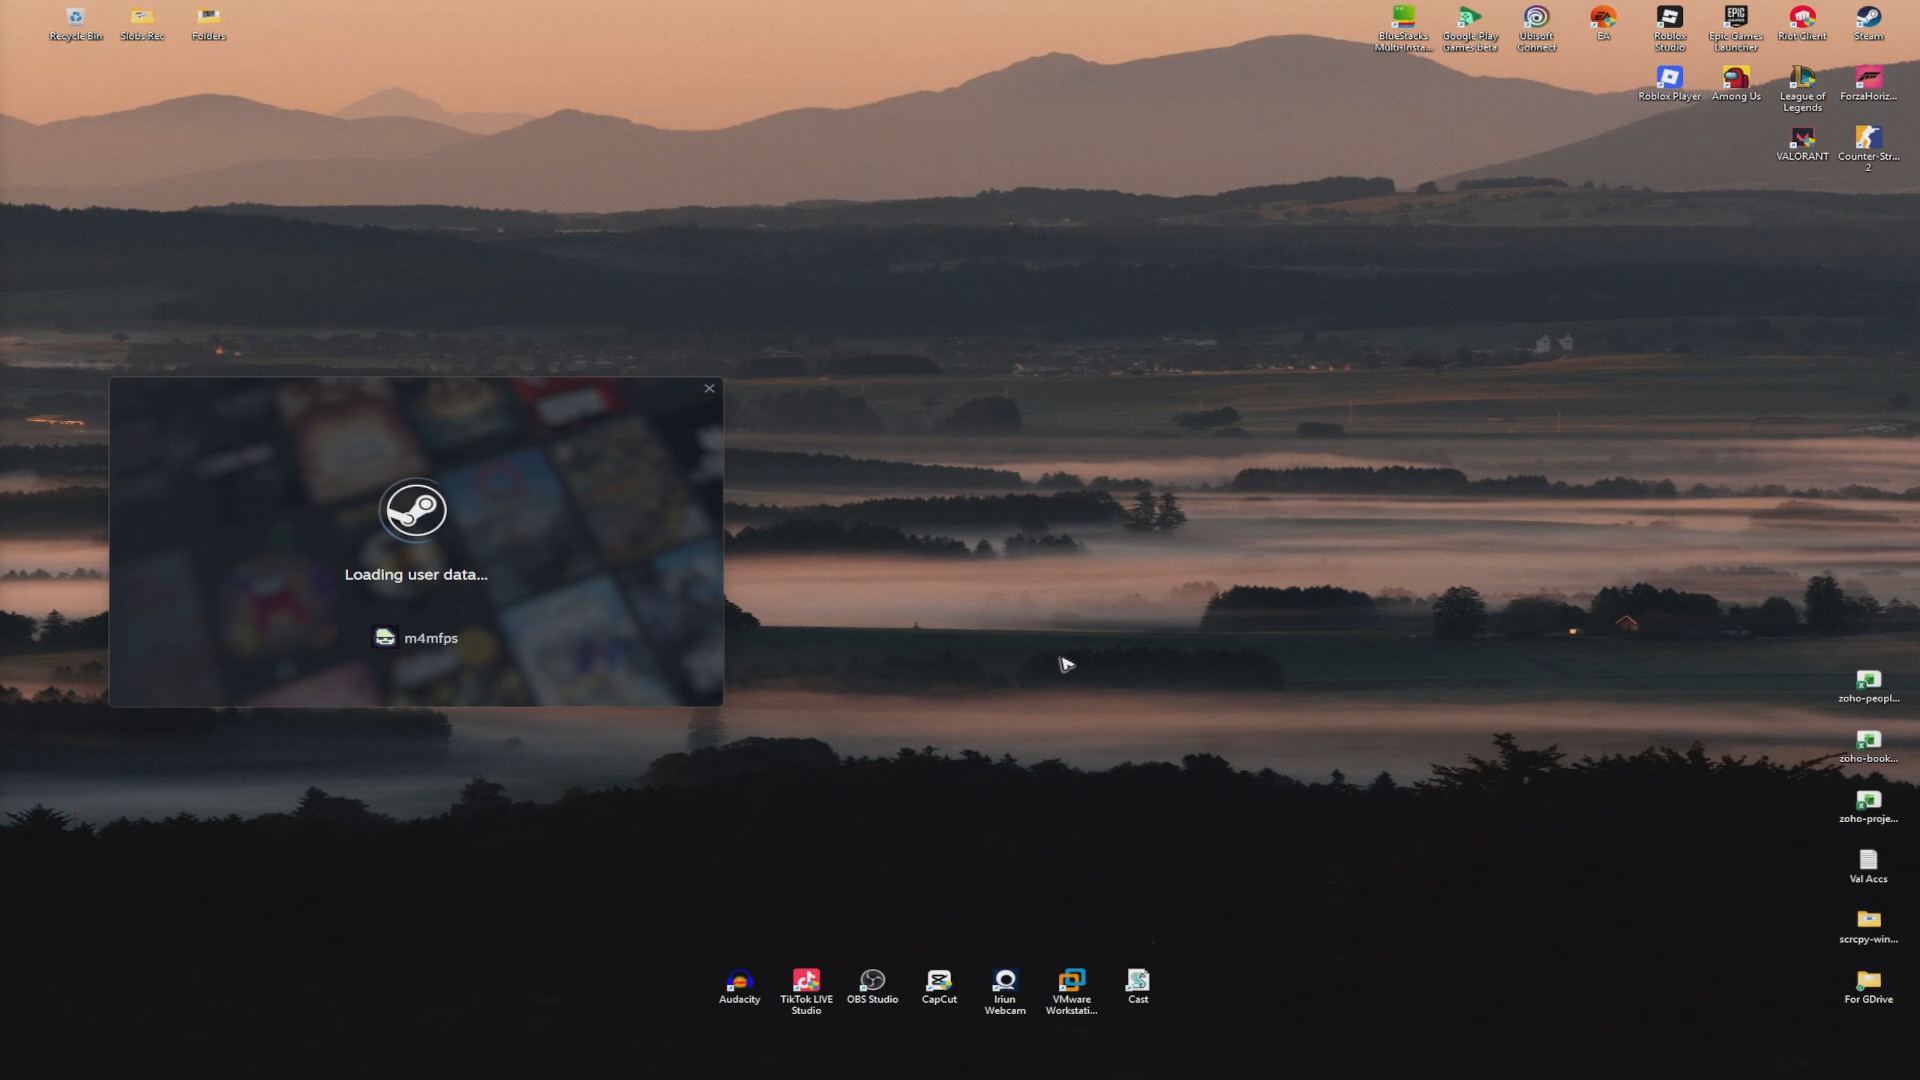 Recycle Bin
Slobs Rec
Folders
BlueStacks
Multi-Insta...
Google Play
Games beta
Ubisoft
Connect
EA
Roblox
Studio
EPIC
GAMES
Epic Games
Launcher
Riot Client
Steam
Roblox Player
Among Us
League of
Legends
ForzaHoriz...
VALORANT
Counter-Str...
2
Loading user data...
m4mfps
zoho-peopl...
zoho-book...
zoho-proje...
Val Accs
scrcpy-win...
For GDrive
Audacity
TikTok LIVE
Studio
OBS Studio
CapCut
Iriun
Webcam
VMware
Workstati...
Cast